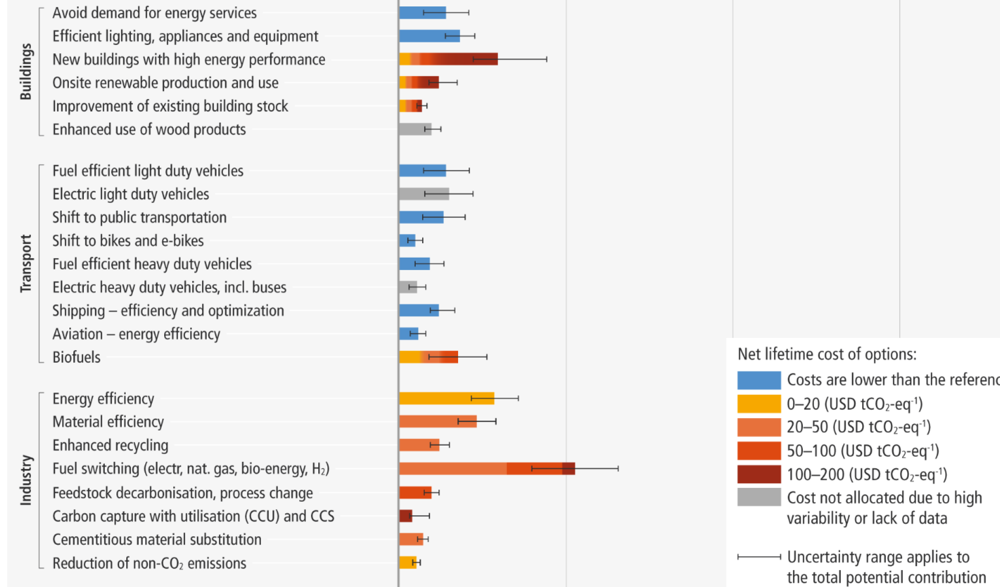 Buildings
Avoid demand for energy services
Efficient lighting, appliances and equipment
New buildings with high energy performance
Onsite renewable production and use
Improvement of existing building stock
Enhanced use of wood products
Transport
Fuel efficient light duty vehicles
Electric light duty vehicles
Shift to public transportation
Shift to bikes and e-bikes
Fuel efficient heavy duty vehicles
Electric heavy duty vehicles, incl. buses
Shipping – efficiency and optimization
Aviation – energy efficiency
Biofuels
Industry
Energy efficiency
Material efficiency
Enhanced recycling
Fuel switching (electr, nat. gas, bio-energy, H₂)
Feedstock decarbonisation, process change
Carbon capture with utilisation (CCU) and CCS
Cementitious material substitution
Reduction of non-CO₂ emissions
Net lifetime cost of options:
Costs are lower than the referenc
0–20 (USD tCO₂-eq⁻¹)
20–50 (USD tCO₂-eq⁻¹)
50–100 (USD tCO₂-eq⁻¹)
100–200 (USD tCO₂-eq⁻¹)
Cost not allocated due to high
variability or lack of data
Uncertainty range applies to
the total potential contribution